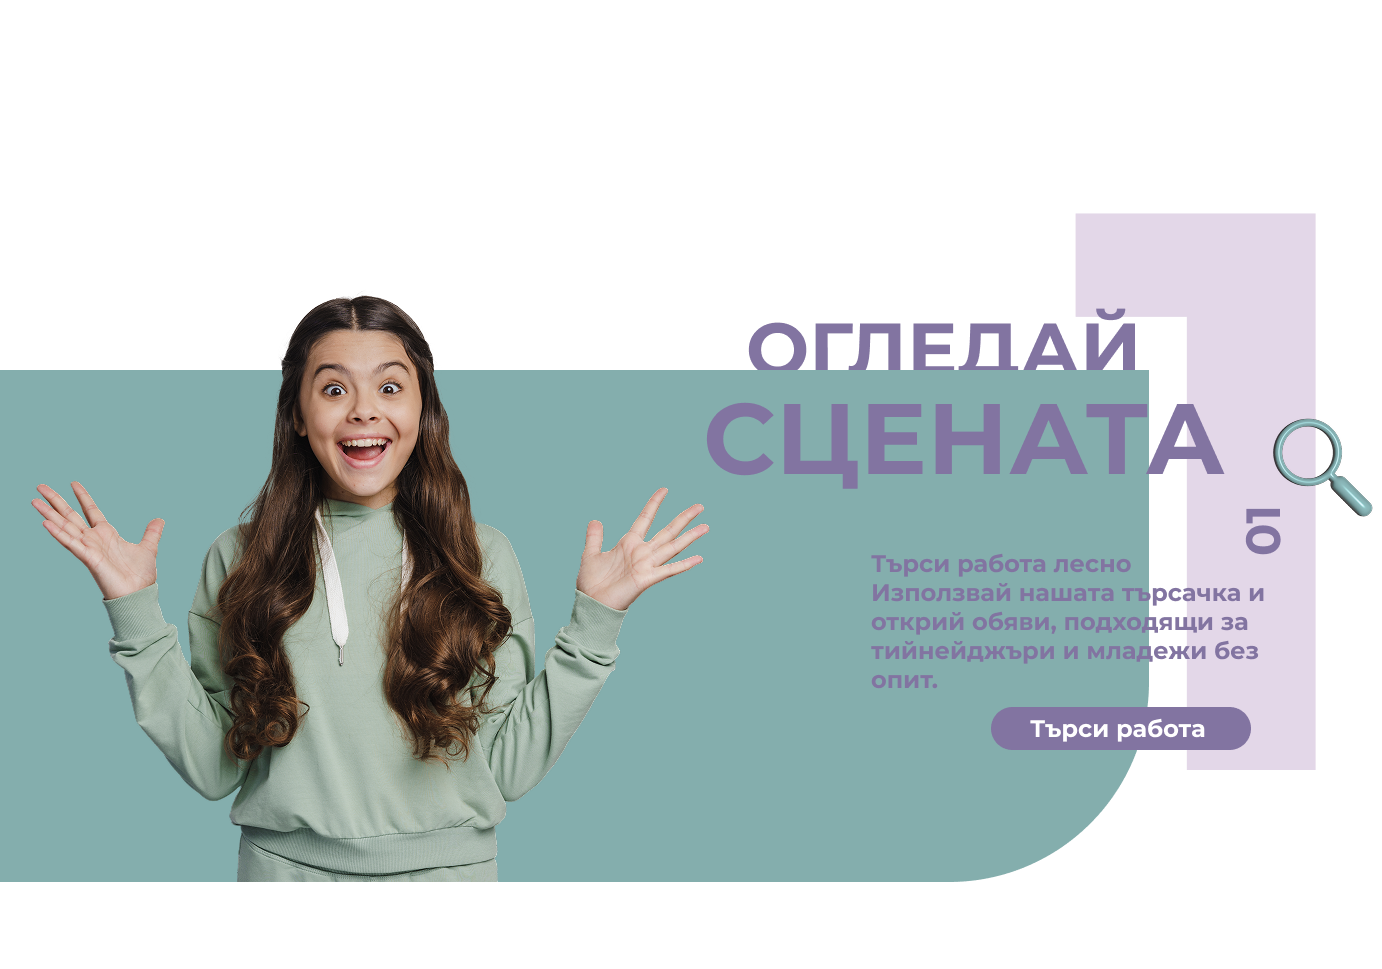 ОГЛЕДАЙ
СЦЕНАТА
01
Търси работа лесно
Използвай нашата търсачка и
открий обяви, подходящи за
тийнейджъри и младежи без
опит.
Търси работа